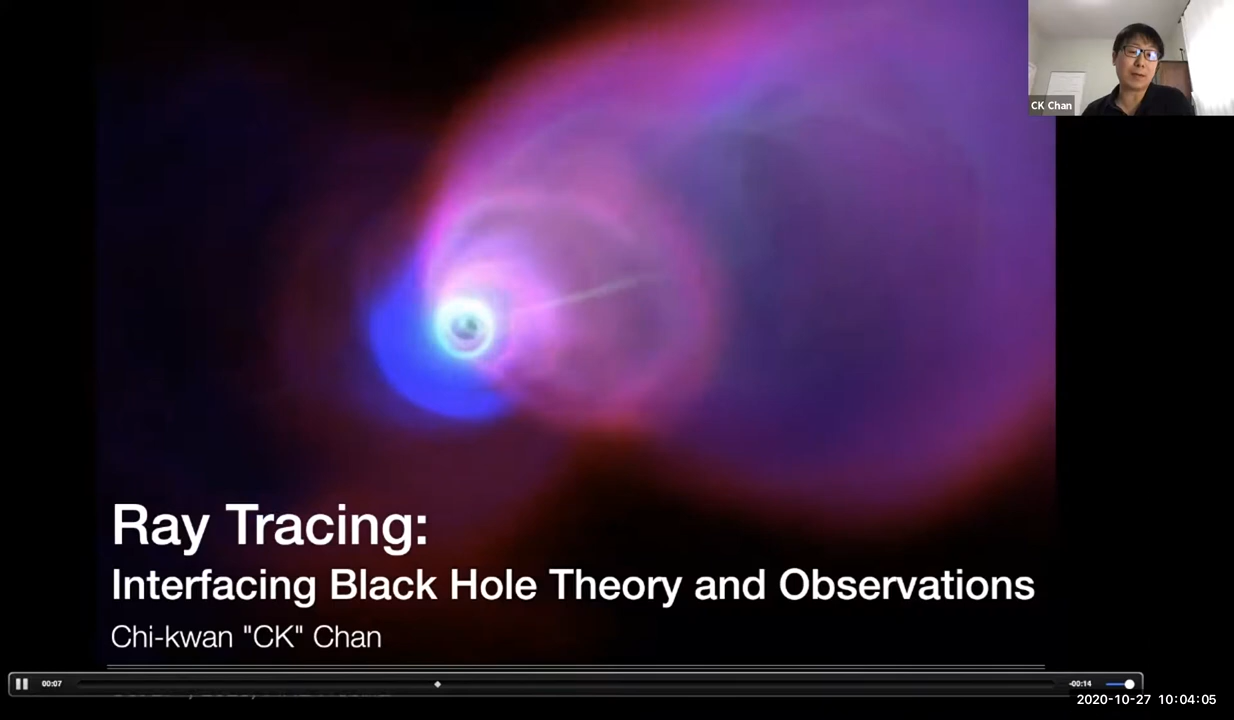 CK Chan
Ray Tracing:
Interfacing Black Hole Theory and Observations
Chi-kwan "CK" Chan
00:07
-00:14
2020-10-27 10:04:05